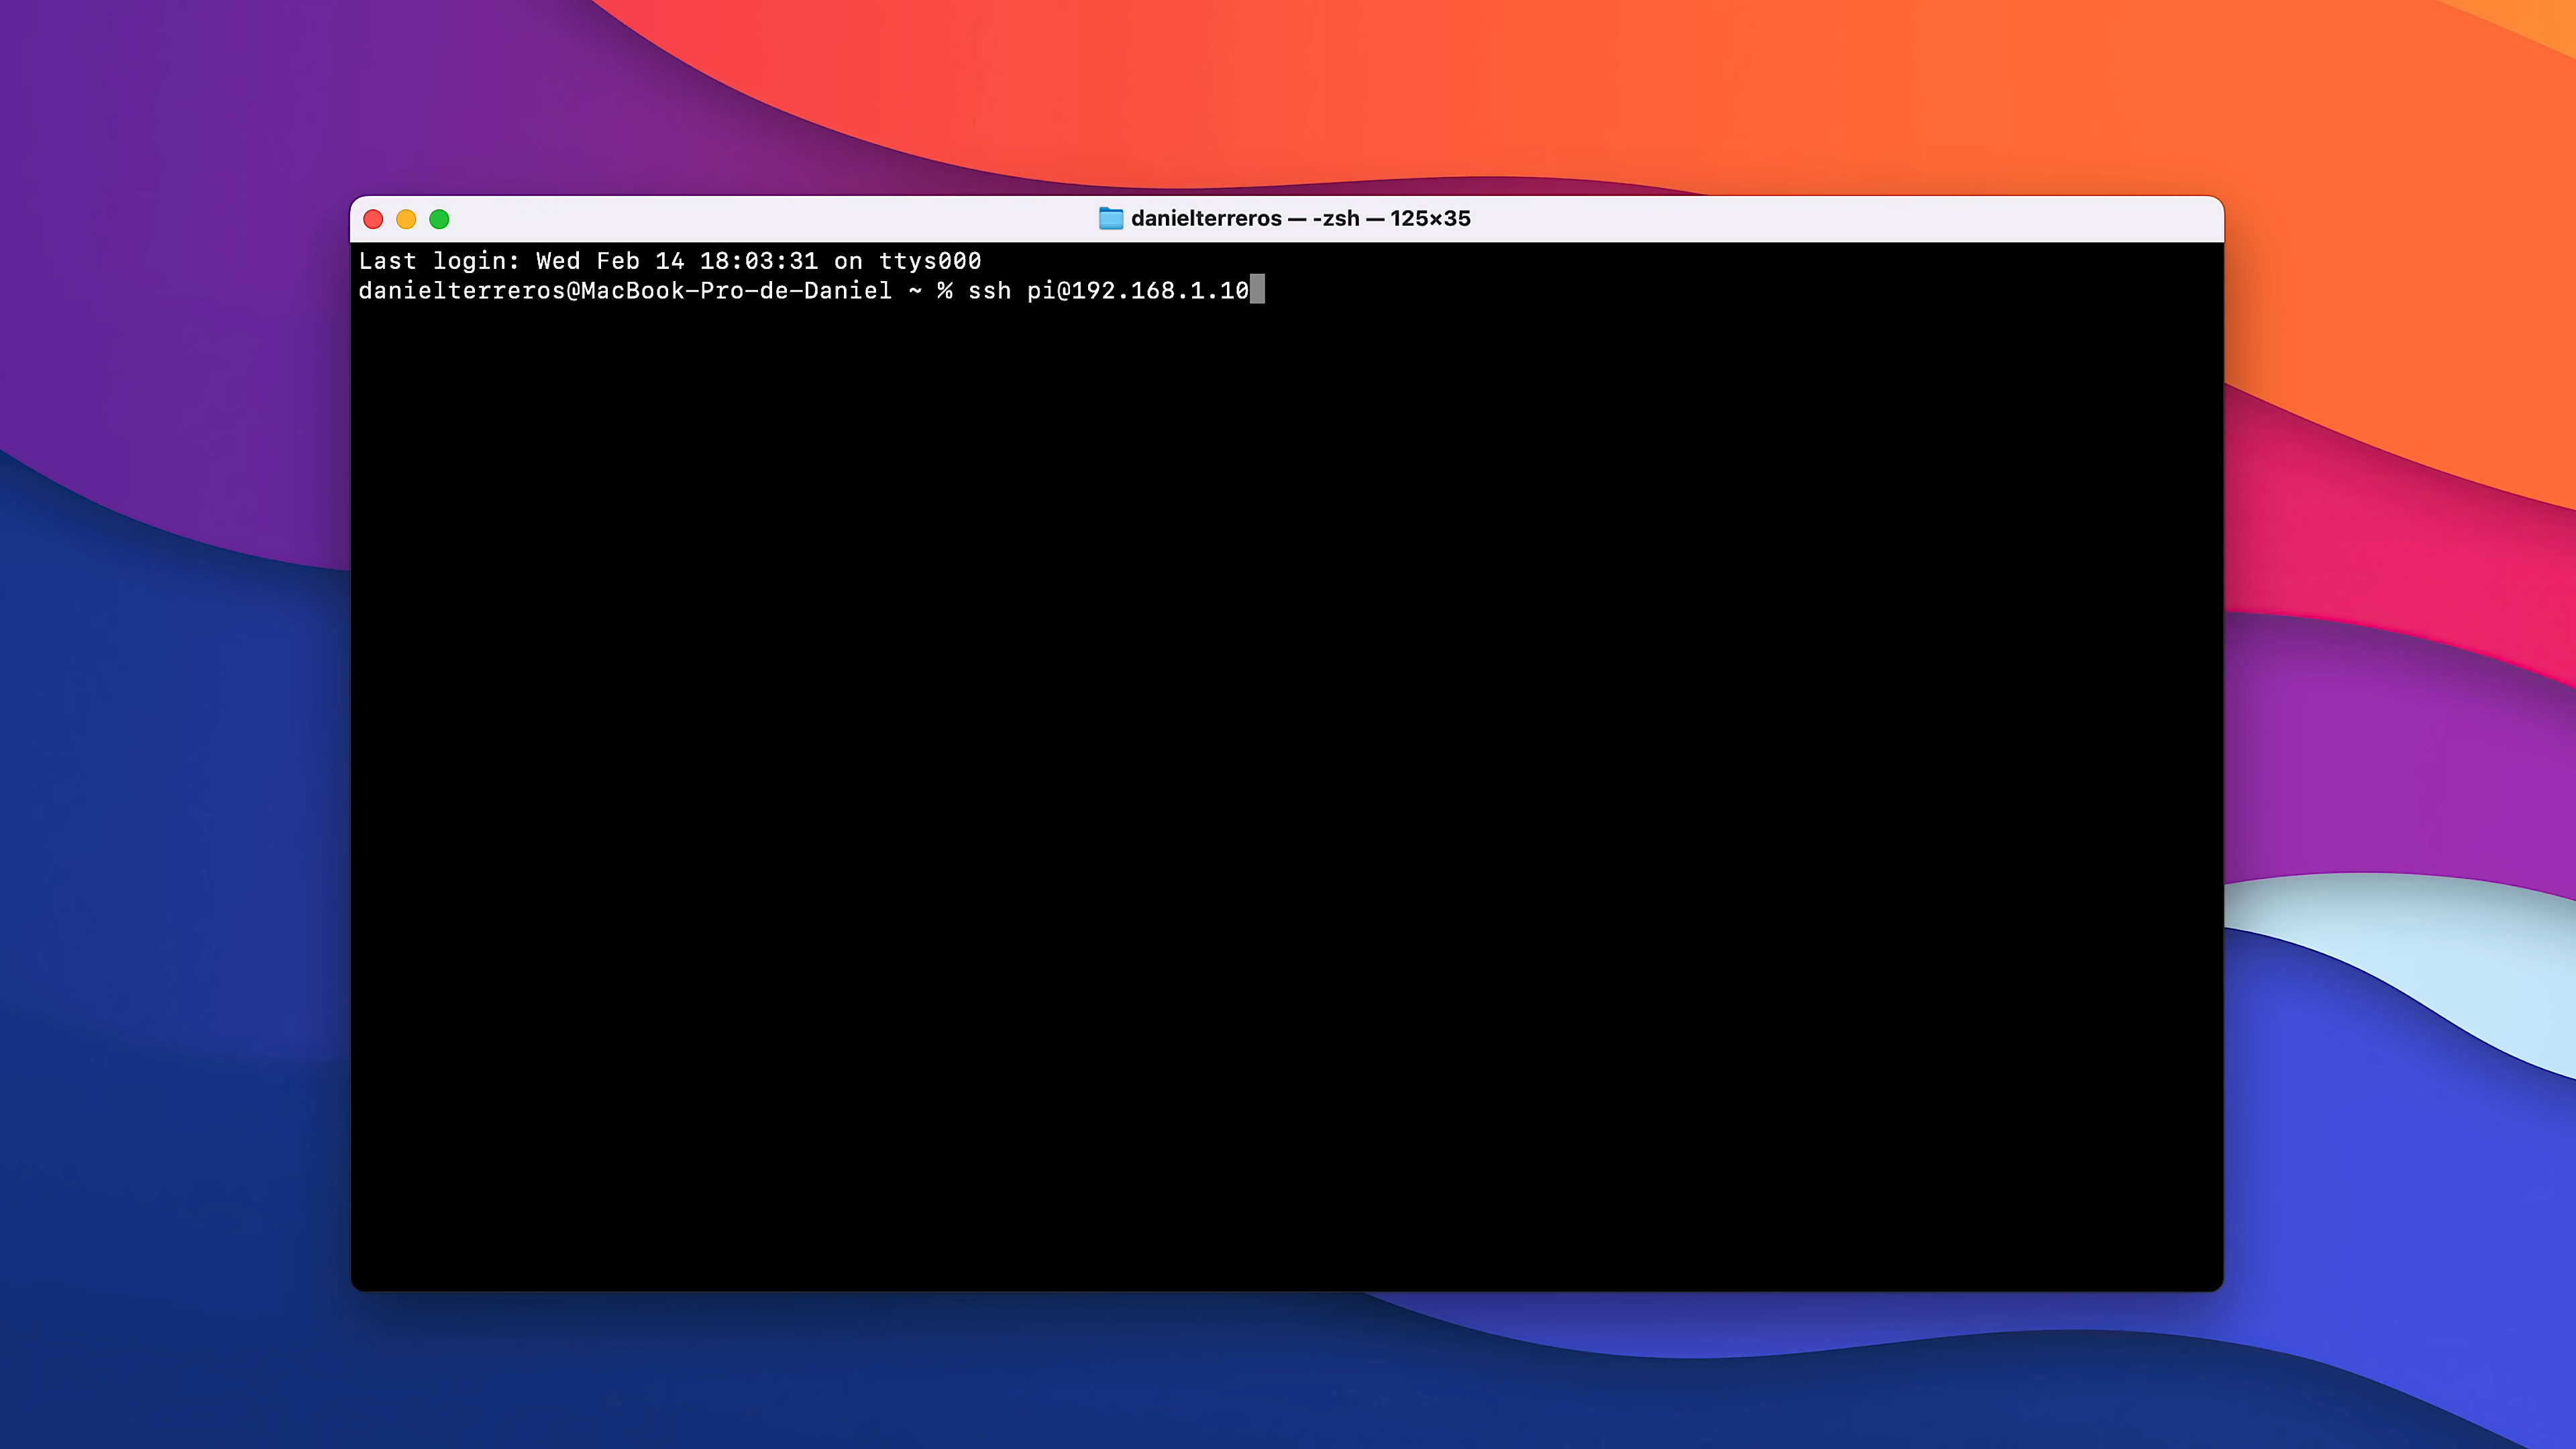 danielterreros — -zsh — 125×35
Last login: Wed Feb 14 18:03:31 on ttys000
danielterreros@MacBook-Pro-de-Daniel ~ % ssh pi@192.168.1.10